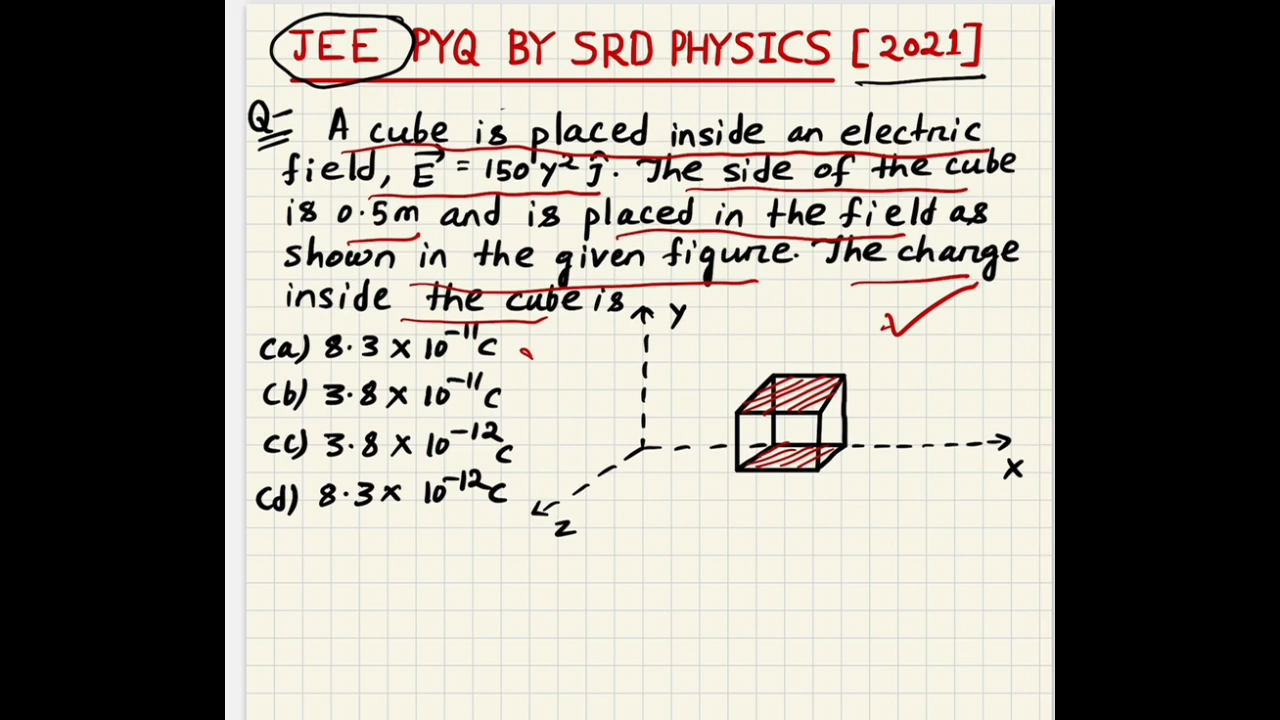 JEE PYQ BY SRD PHYSICS [2021]
Q- A cube is placed inside an electric
field, E⃗ = 150 y² ĵ. The side of the cube
is 0.5m and is placed in the field as
shown in the given figure. The charge
inside the cube is
(a) 8.3 × 10⁻¹¹ C
(b) 3.8 × 10⁻¹¹ C
(c) 3.8 × 10⁻¹² C
(d) 8.3 × 10⁻¹² C
Y
X
Z